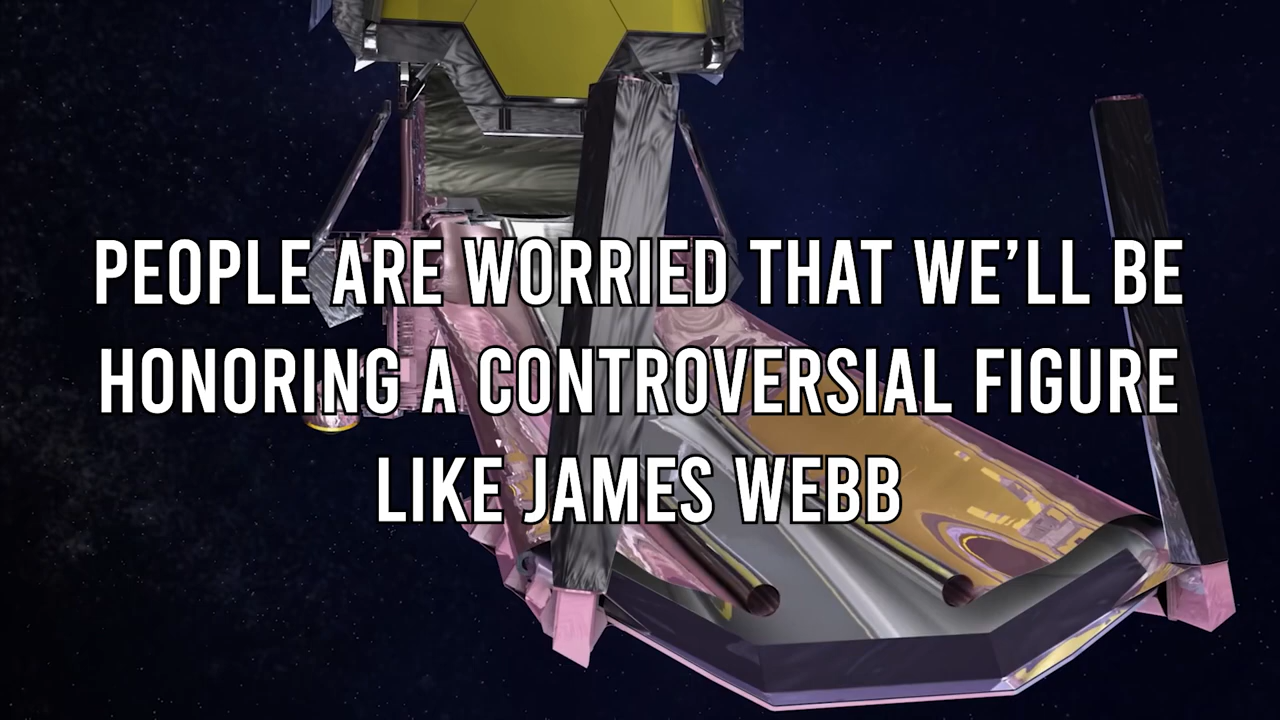 PEOPLE ARE WORRIED THAT WE’LL BE
HONORING A CONTROVERSIAL FIGURE
LIKE JAMES WEBB